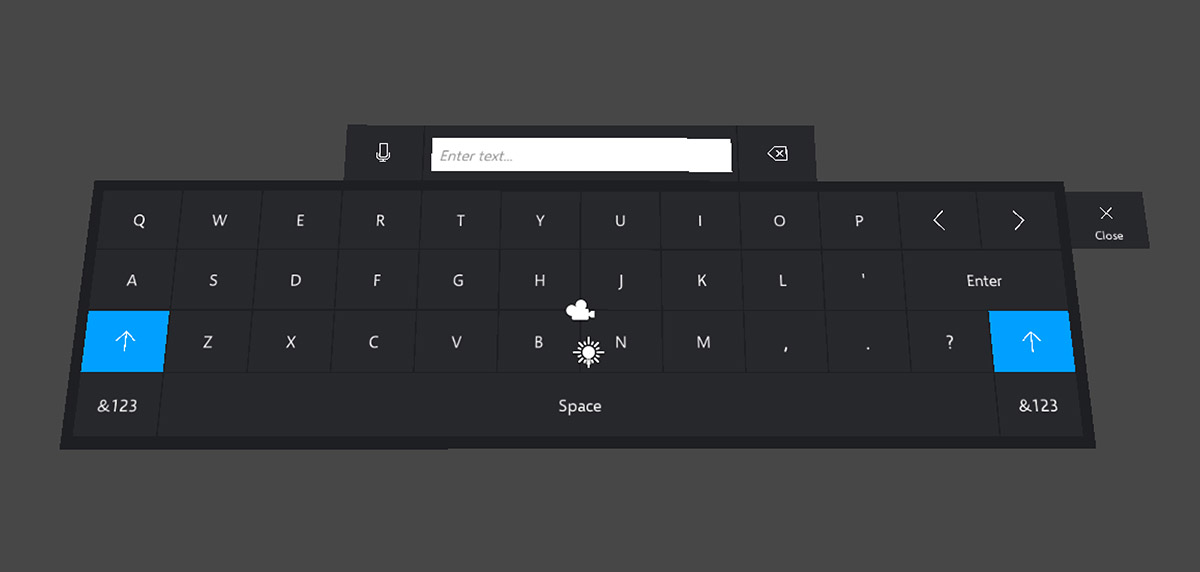 Enter text...
Q W E R T Y U I O P
Close
A S D F G H J K L ' Enter
Z X C V B N M , . ?
&123 Space &123